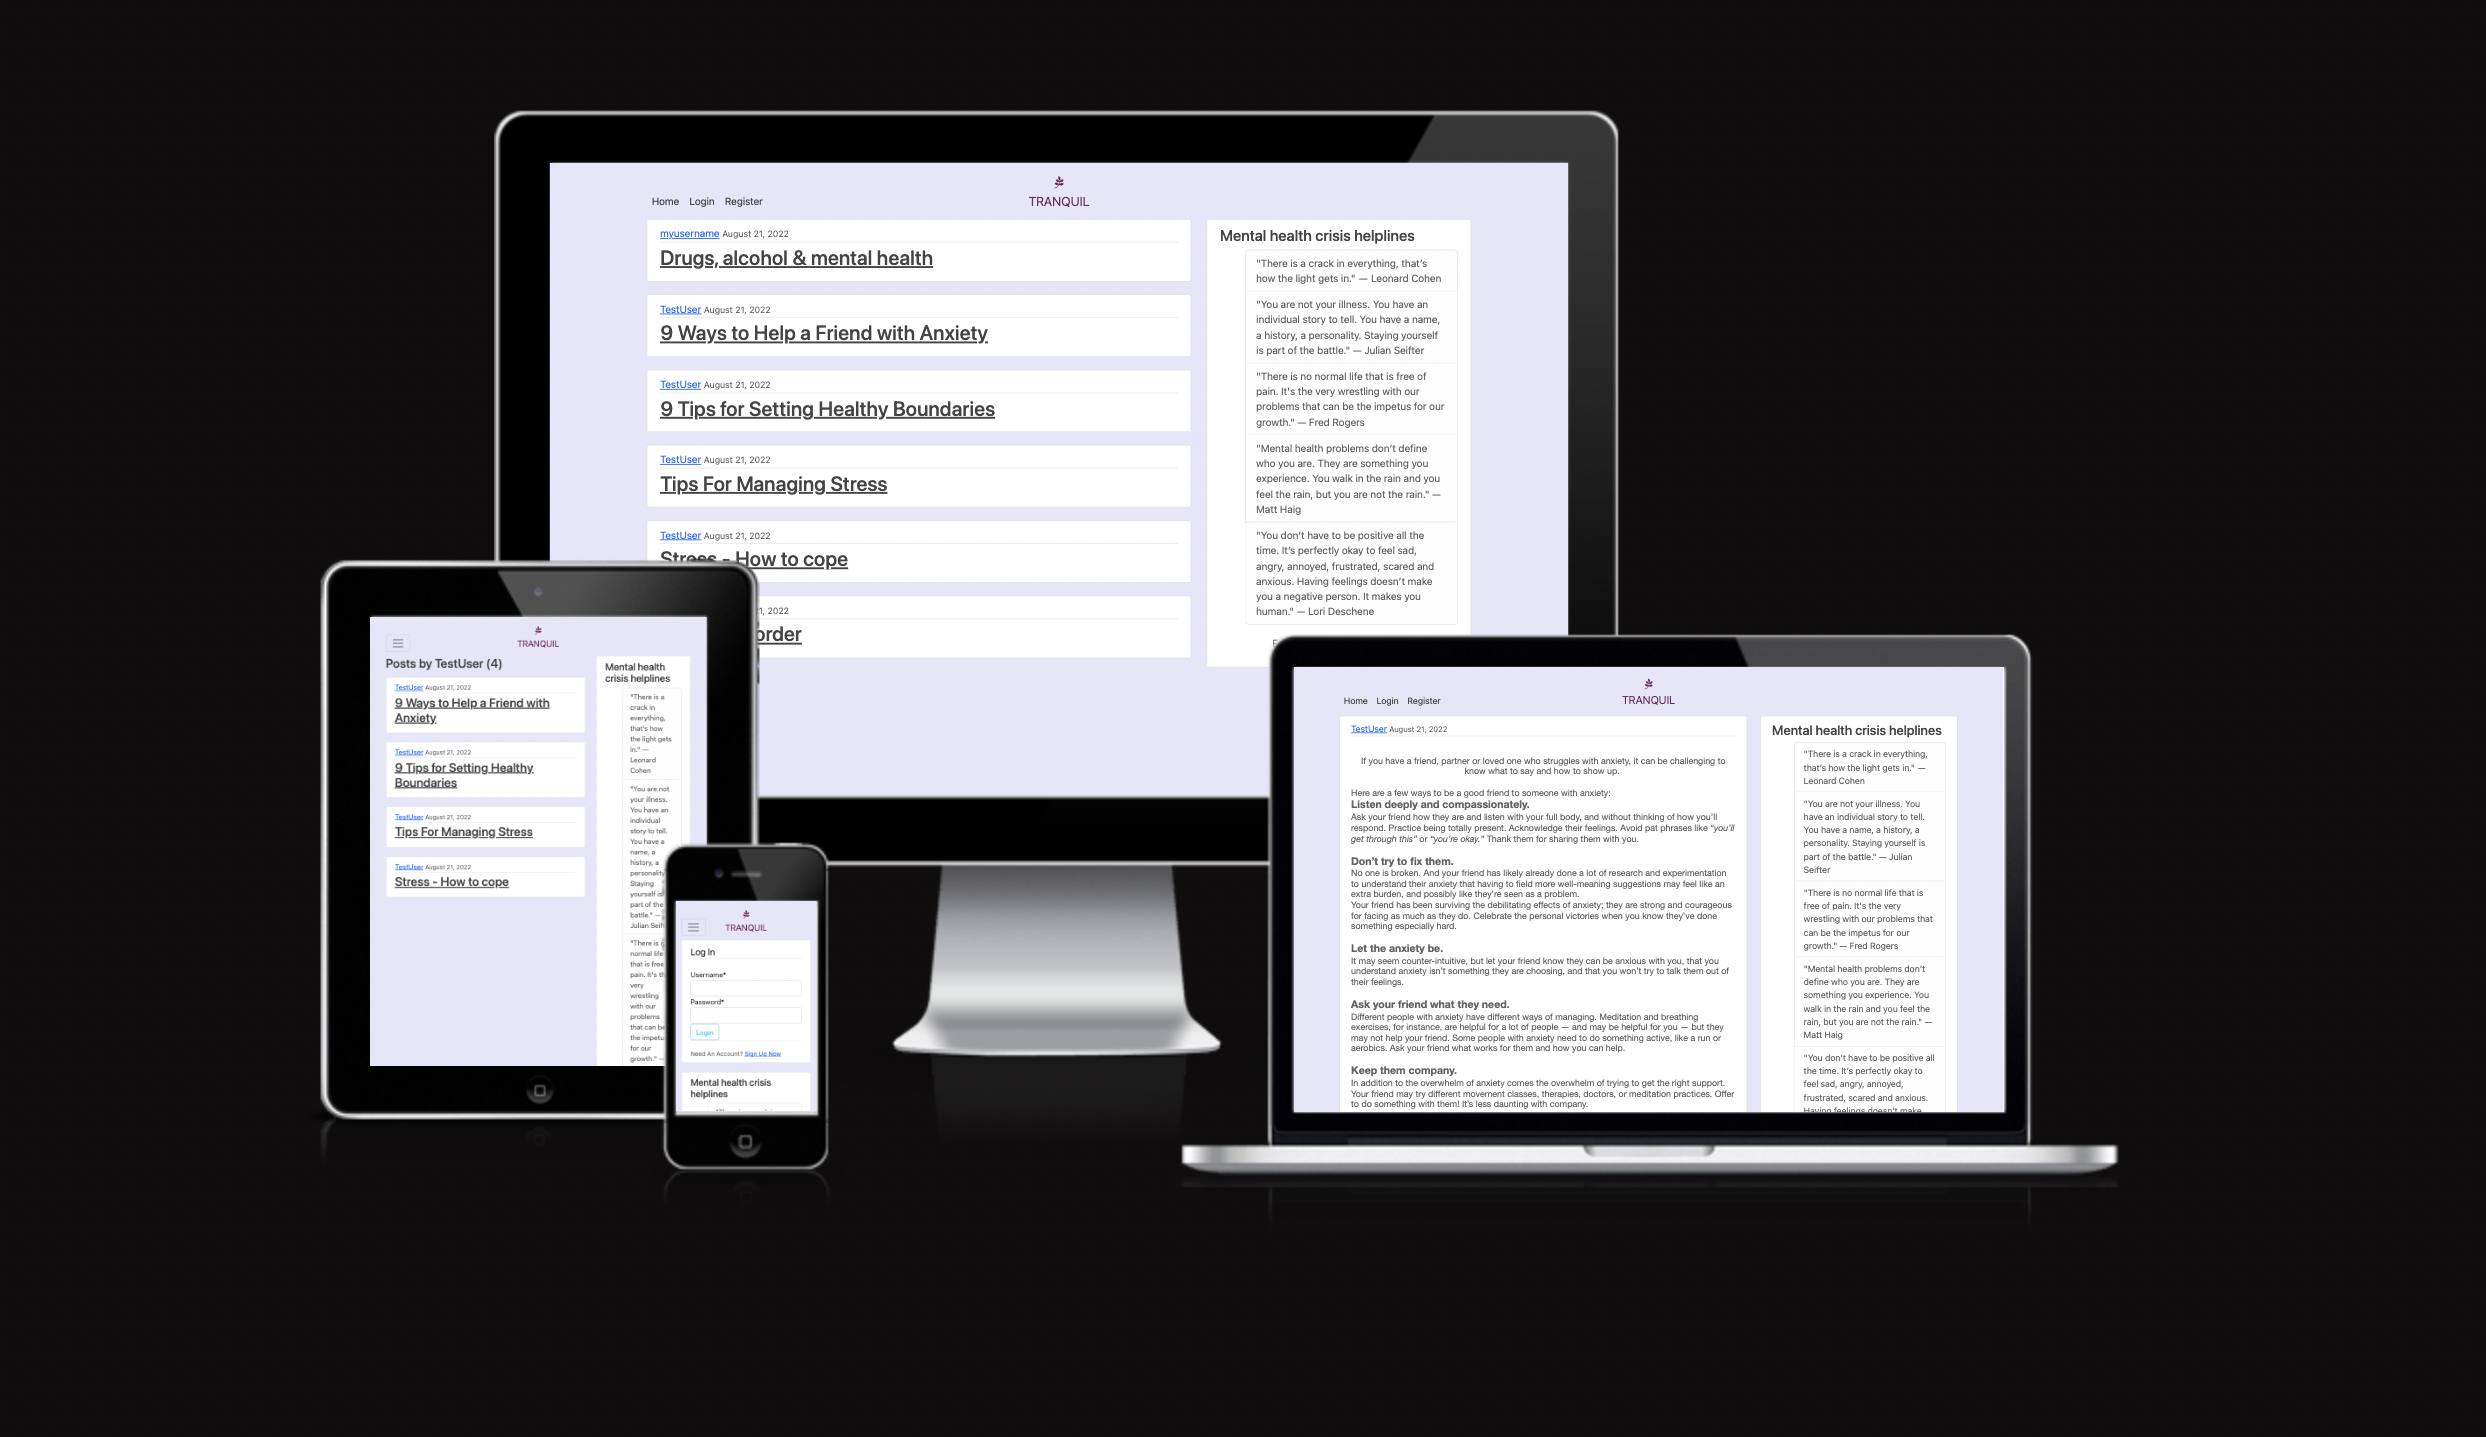 TRANQUIL
Home Login Register
myusername August 21, 2022
Drugs, alcohol & mental health
TestUser August 21, 2022
9 Ways to Help a Friend with Anxiety
TestUser August 21, 2022
9 Tips for Setting Healthy Boundaries
TestUser August 21, 2022
Tips For Managing Stress
TestUser August 21, 2022
Stress - How to cope
21, 2022
order
Mental health crisis helplines
"There is a crack in everything, that's
how the light gets in." — Leonard Cohen
"You are not your illness. You have an
individual story to tell. You have a name,
a history, a personality. Staying yourself
is part of the battle." — Julian Seifter
"There is no normal life that is free of
pain. It's the very wrestling with our
problems that can be the impetus for our
growth." — Fred Rogers
"Mental health problems don't define
who you are. They are something you
experience. You walk in the rain and you
feel the rain, but you are not the rain." —
Matt Haig
"You don't have to be positive all the
time. It's perfectly okay to feel sad,
angry, annoyed, frustrated, scared and
anxious. Having feelings doesn't make
you a negative person. It makes you
human." — Lori Deschene
TRANQUIL
Posts by TestUser (4)
TestUser August 21, 2022
9 Ways to Help a Friend with
Anxiety
TestUser August 21, 2022
9 Tips for Setting Healthy
Boundaries
TestUser August 21, 2022
Tips For Managing Stress
TestUser August 21, 2022
Stress - How to cope
Mental health
crisis helplines
"There is a
crack in
everything,
that's how
the light gets
in." —
Leonard
Cohen
"You are not
your illness.
You have an
individual
story to tell.
You have a
name, a
history, a
personality
Staying
yourself is
part of the
battle." —
Julian Seif
"There is
normal life
that is free
pain. It's th
very
wrestling
with our
problems
that can be
the impetu
for our
growth." —
TRANQUIL
Log In
Username*
Password*
Login
Need An Account? Sign Up Now
Mental health crisis
helplines
TRANQUIL
Home Login Register
TestUser August 21, 2022
If you have a friend, partner or loved one who struggles with anxiety, it can be challenging to
know what to say and how to show up.
Here are a few ways to be a good friend to someone with anxiety:
Listen deeply and compassionately.
Ask your friend how they are and listen with your full body, and without thinking of how you'll
respond. Practice being totally present. Acknowledge their feelings. Avoid pat phrases like "you'll
get through this" or "you're okay." Thank them for sharing them with you.
Don't try to fix them.
No one is broken. And your friend has likely already done a lot of research and experimentation
to understand their anxiety that having to field more well-meaning suggestions may feel like an
extra burden, and possibly like they're seen as a problem.
Your friend has been surviving the debilitating effects of anxiety; they are strong and courageous
for facing as much as they do. Celebrate the personal victories when you know they've done
something especially hard.
Let the anxiety be.
It may seem counter-intuitive, but let your friend know they can be anxious with you, that you
understand anxiety isn't something they are choosing, and that you won't try to talk them out of
their feelings.
Ask your friend what they need.
Different people with anxiety have different ways of managing. Meditation and breathing
exercises, for instance, are helpful for a lot of people — and may be helpful for you — but they
may not help your friend. Some people with anxiety need to do something active, like a run or
aerobics. Ask your friend what works for them and how you can help.
Keep them company.
In addition to the overwhelm of anxiety comes the overwhelm of trying to get the right support.
Your friend may try different movement classes, therapies, doctors, or meditation practices. Offer
to do something with them! It's less daunting with company.
Mental health crisis helplines
"There is a crack in everything,
that's how the light gets in." —
Leonard Cohen
"You are not your illness. You
have an individual story to tell.
You have a name, a history, a
personality. Staying yourself is
part of the battle." — Julian
Seifter
"There is no normal life that is
free of pain. It's the very
wrestling with our problems that
can be the impetus for our
growth." — Fred Rogers
"Mental health problems don't
define who you are. They are
something you experience. You
walk in the rain and you feel the
rain, but you are not the rain." —
Matt Haig
"You don't have to be positive all
the time. It's perfectly okay to
feel sad, angry, annoyed,
frustrated, scared and anxious.
Having feelings doesn't make